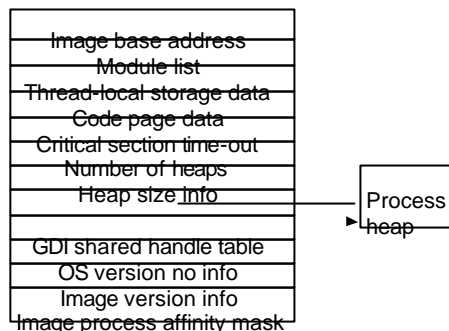 Image base address
Module list
Thread-local storage data
Code page data
Critical section time-out
Number of heaps
Heap size info
Process
heap
GDI shared handle table
OS version no info
Image version info
Image process affinity mask